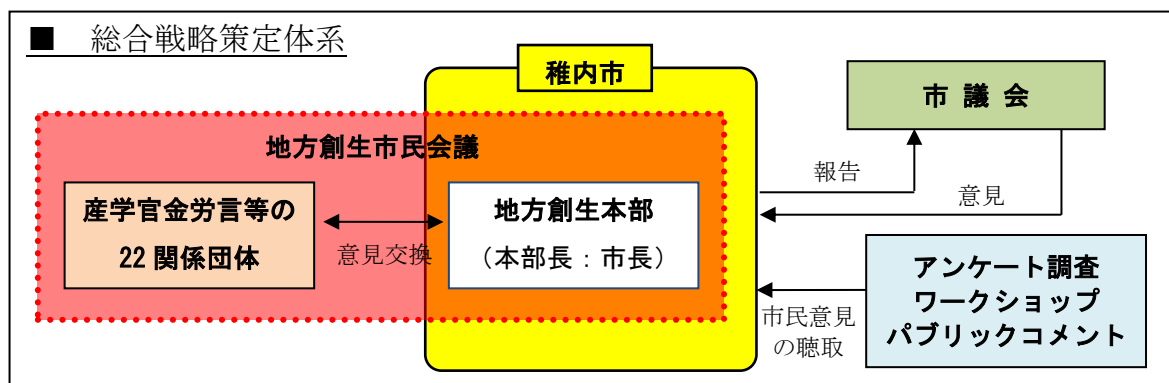 ■ 総合戦略策定体系
稚内市
市議会
地方創生市民会議
報告
意見
産学官金労言等の
22関係団体
意見交換
地方創生本部
(本部長：市長)
アンケート調査
ワークショップ
パブリックコメント
市民意見
の聴取